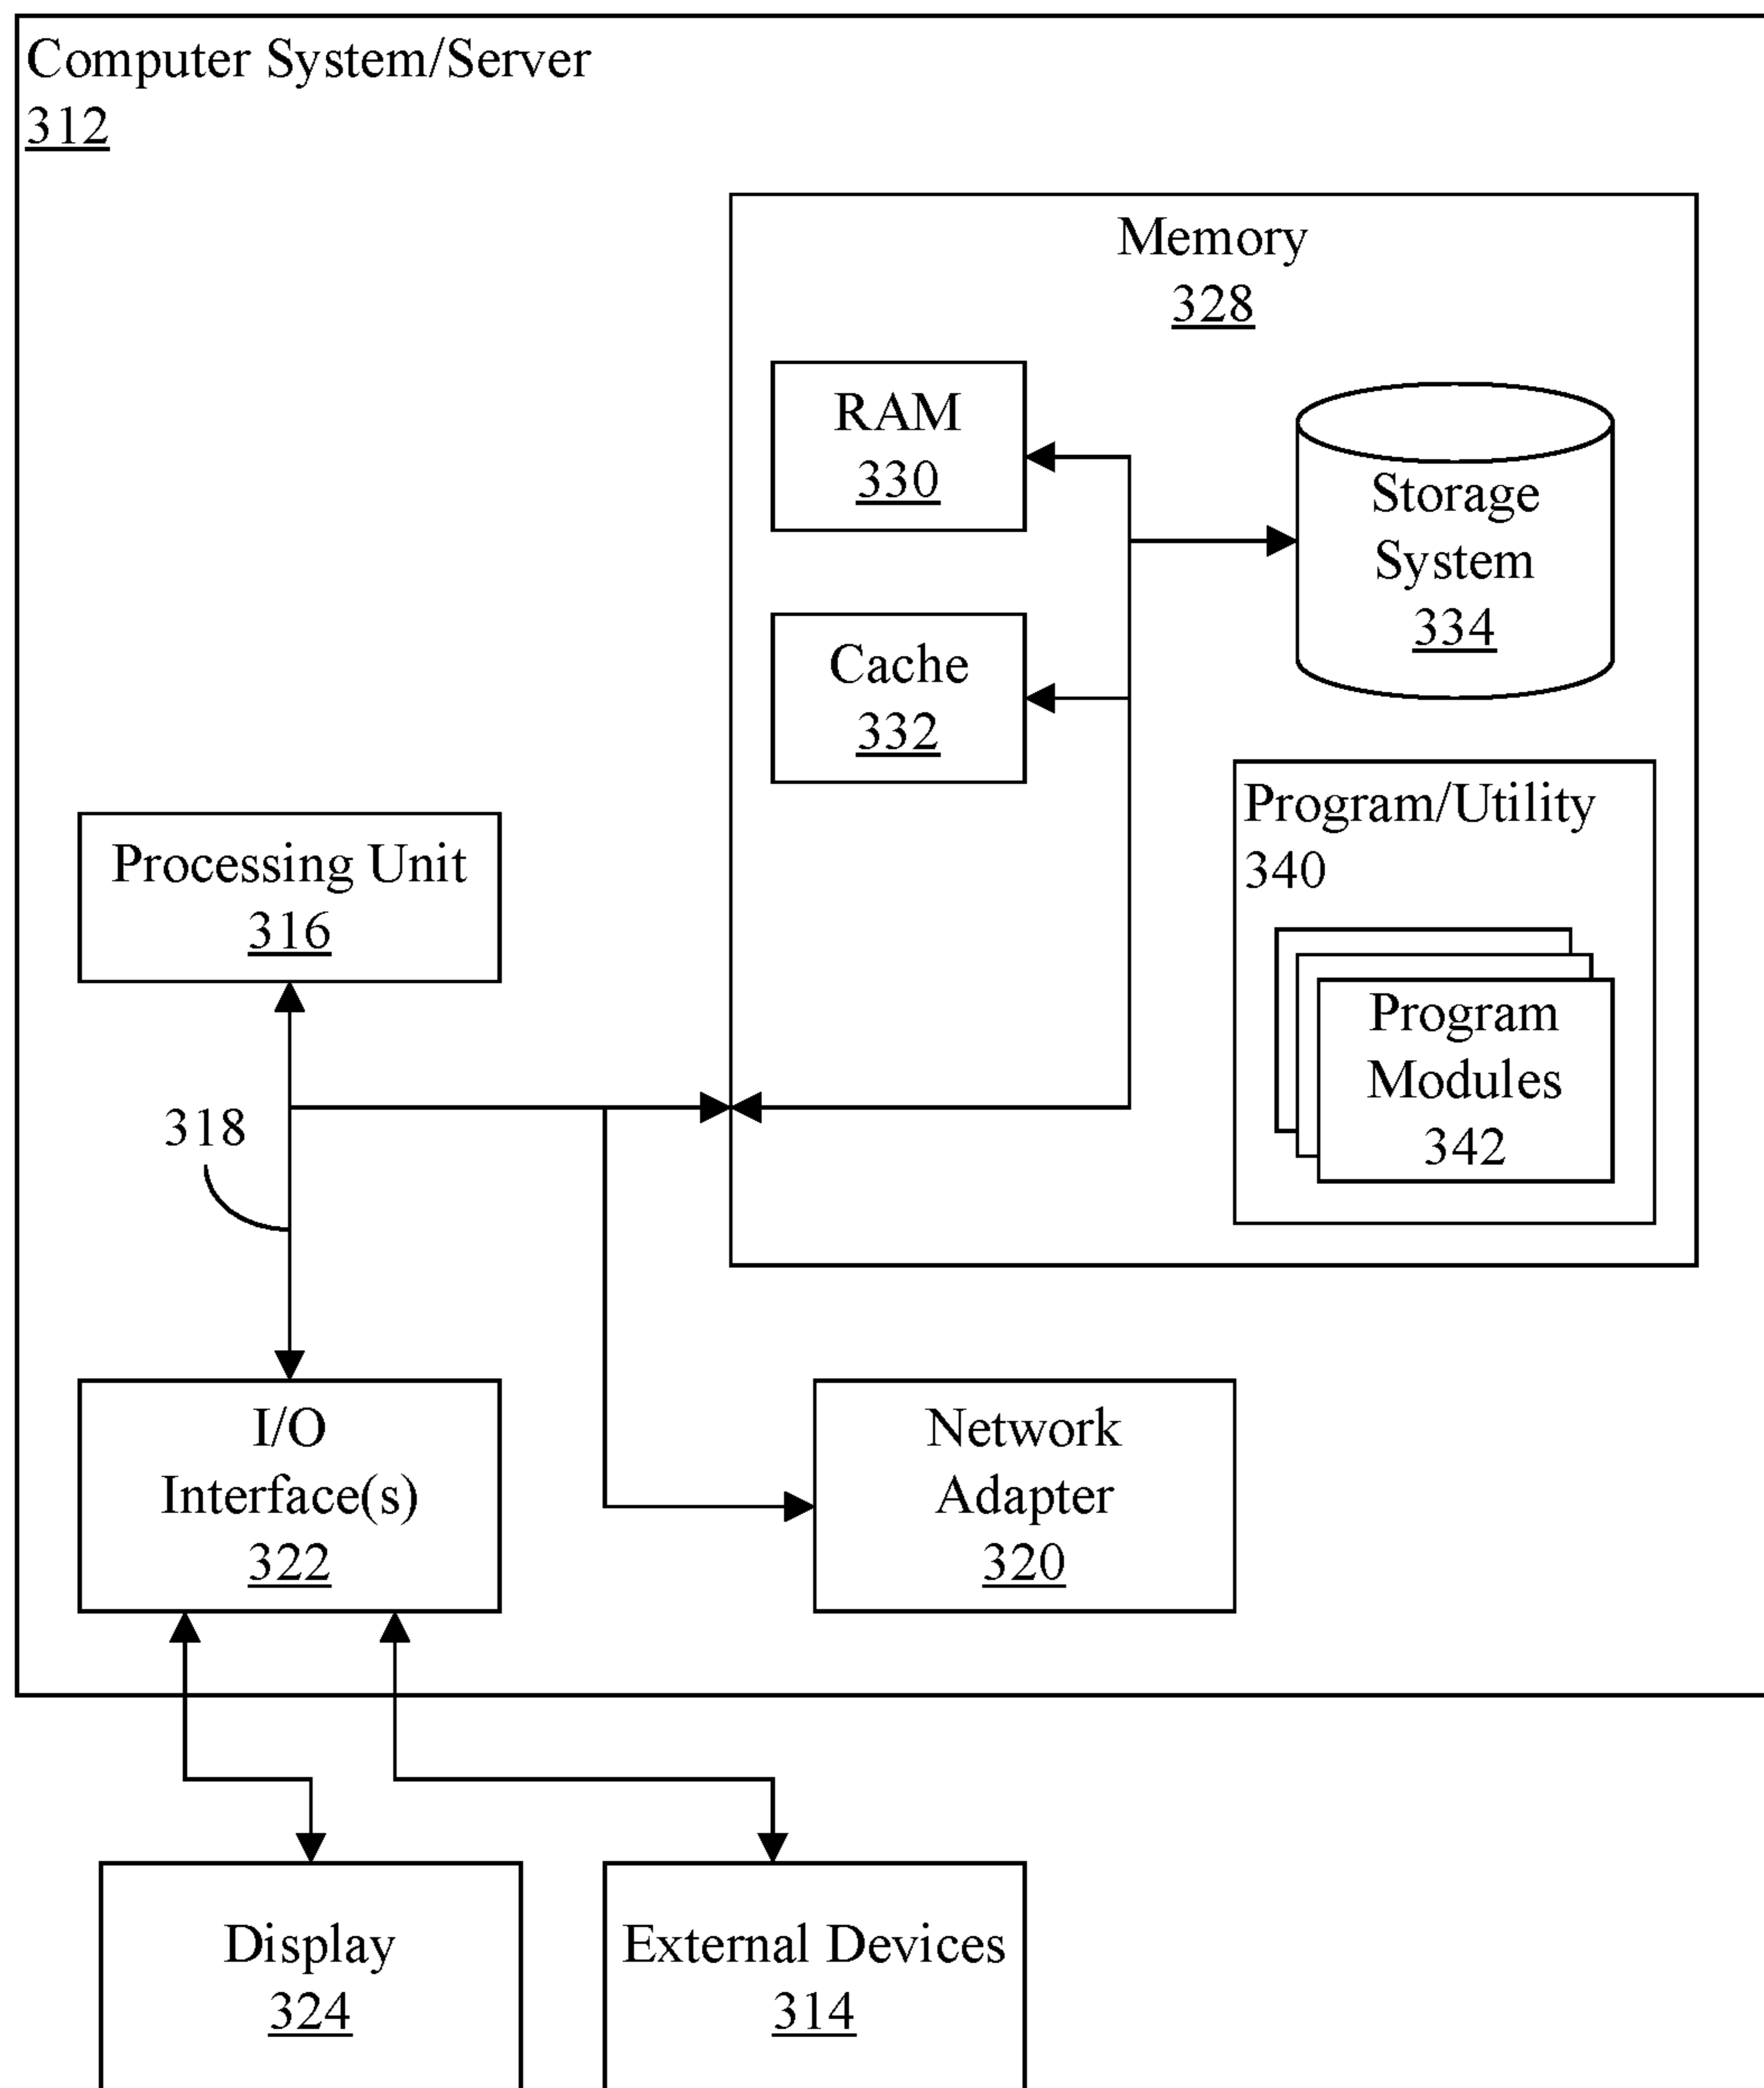 Computer System/Server
312
Memory
328
RAM
330
Storage
System
334
Cache
332
Program/Utility
340
Processing Unit
316
Program
Modules
342
318
I/O
Interface(s)
322
Network
Adapter
320
Display
324
External Devices
314